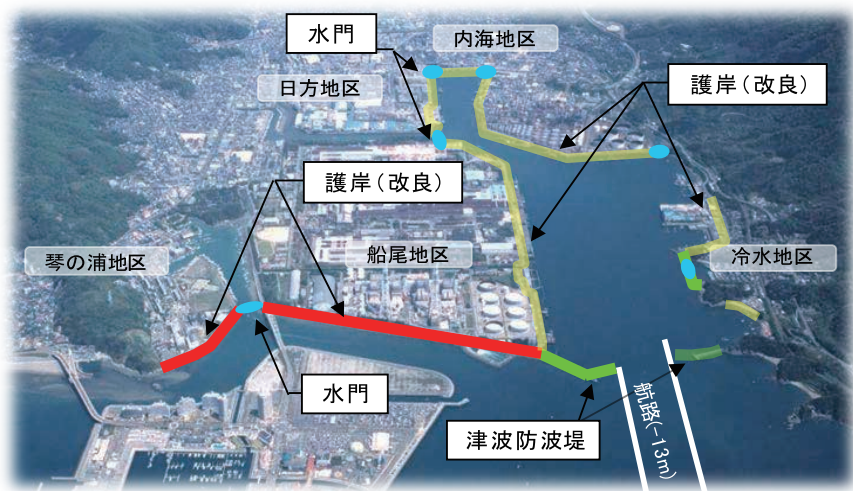 水門
内海地区
日方地区
護岸(改良)
護岸(改良)
琴の浦地区
船尾地区
冷水地区
水門
津波防波堤
航路(-13m)